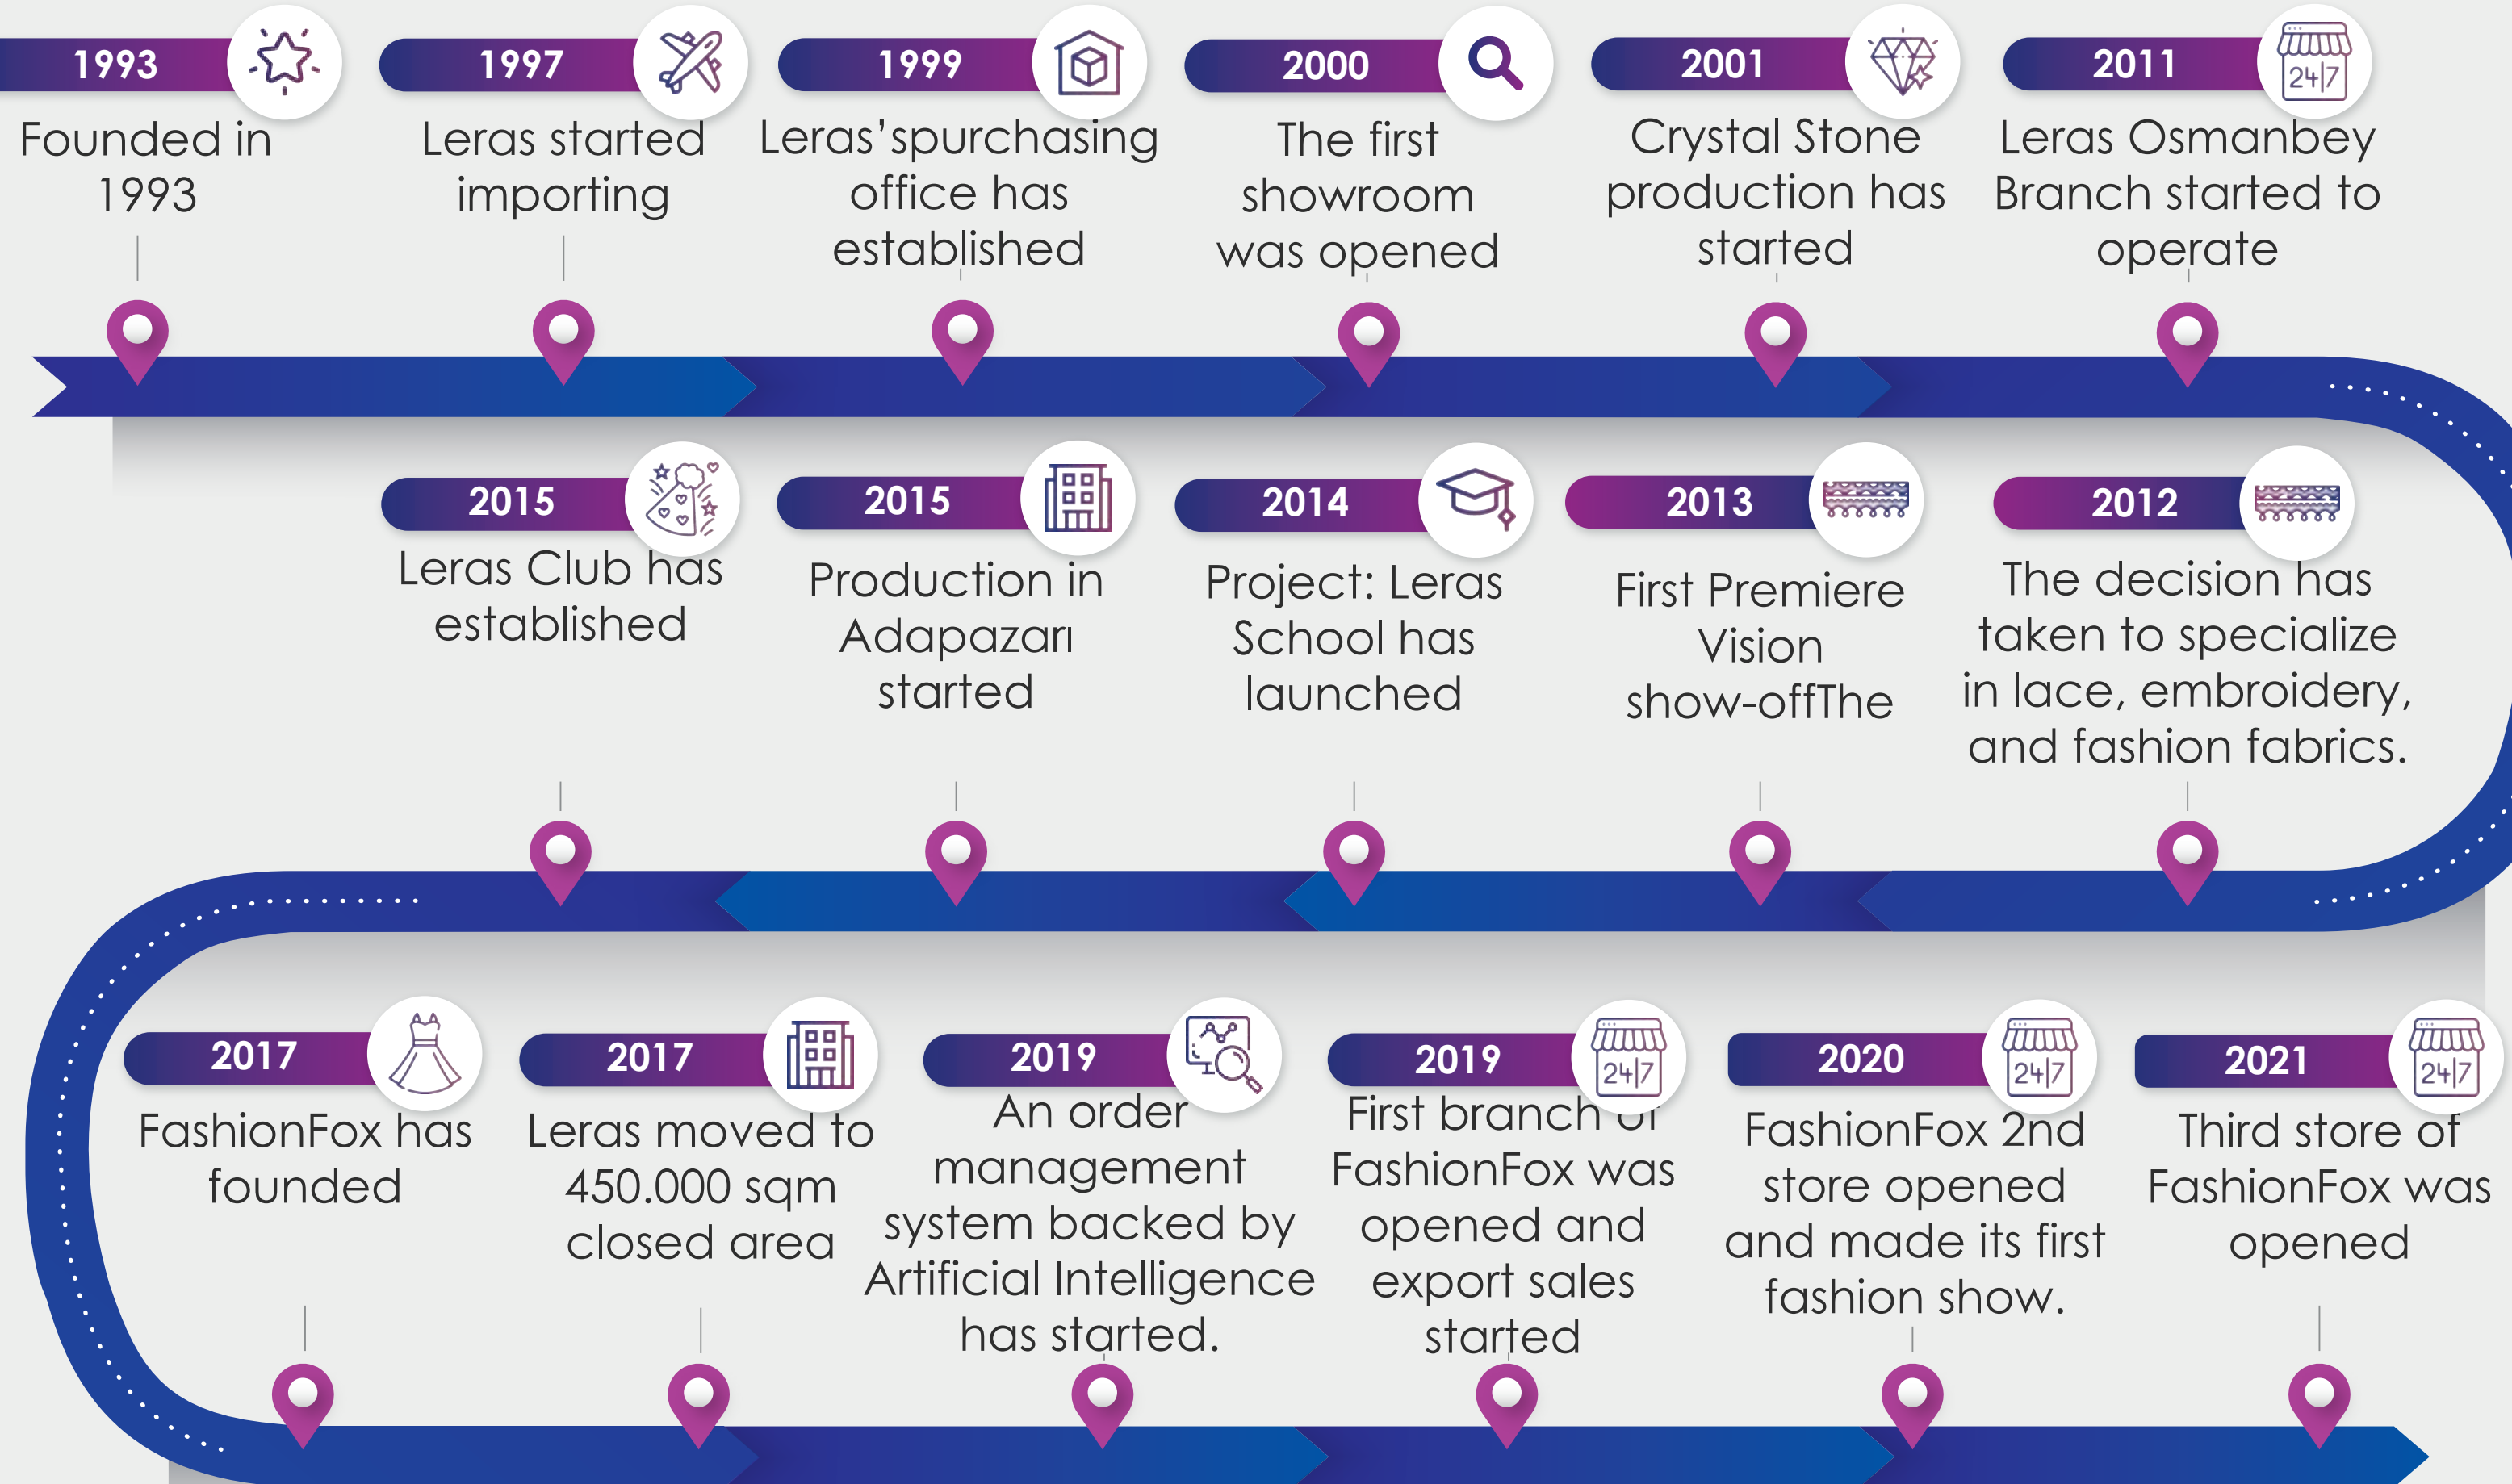 1993
Founded in
1993
1997
Leras started
importing
1999
Leras’spurchasing
office has
established
2000
The first
showroom
was opened
2001
Crystal Stone
production has
started
2011
24|7
Leras Osmanbey
Branch started to
operate
2015
Leras Club has
established
2015
Production in
Adapazarı
started
2014
Project: Leras
School has
launched
2013
First Premiere
Vision
show-offThe
2012
The decision has
taken to specialize
in lace, embroidery,
and fashion fabrics.
2017
FashionFox has
founded
2017
Leras moved to
450.000 sqm
closed area
2019
An order
management
system backed by
Artificial Intelligence
has started.
2019
24|7
First branch of
FashionFox was
opened and
export sales
started
2020
24|7
FashionFox 2nd
store opened
and made its first
fashion show.
2021
24|7
Third store of
FashionFox was
opened